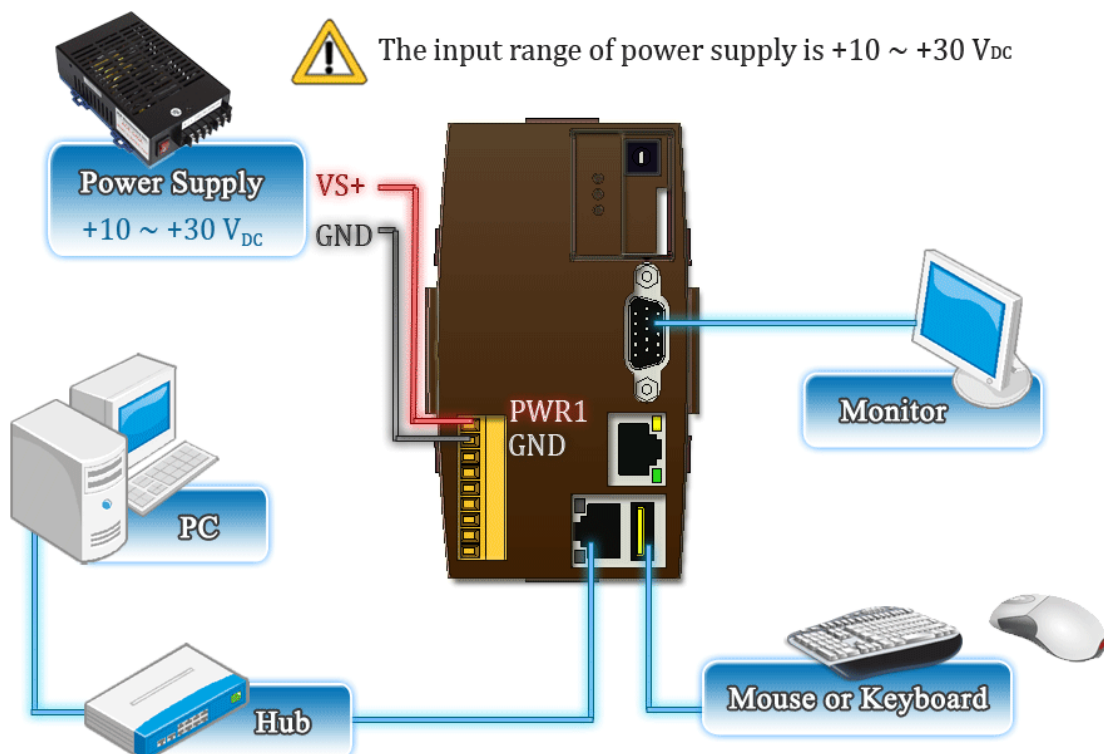 The input range of power supply is +10 ~ +30 VDC
Power Supply
+10 ~ +30 VDC
VS+
GND
PWR1
GND
Monitor
PC
Hub
Mouse or Keyboard